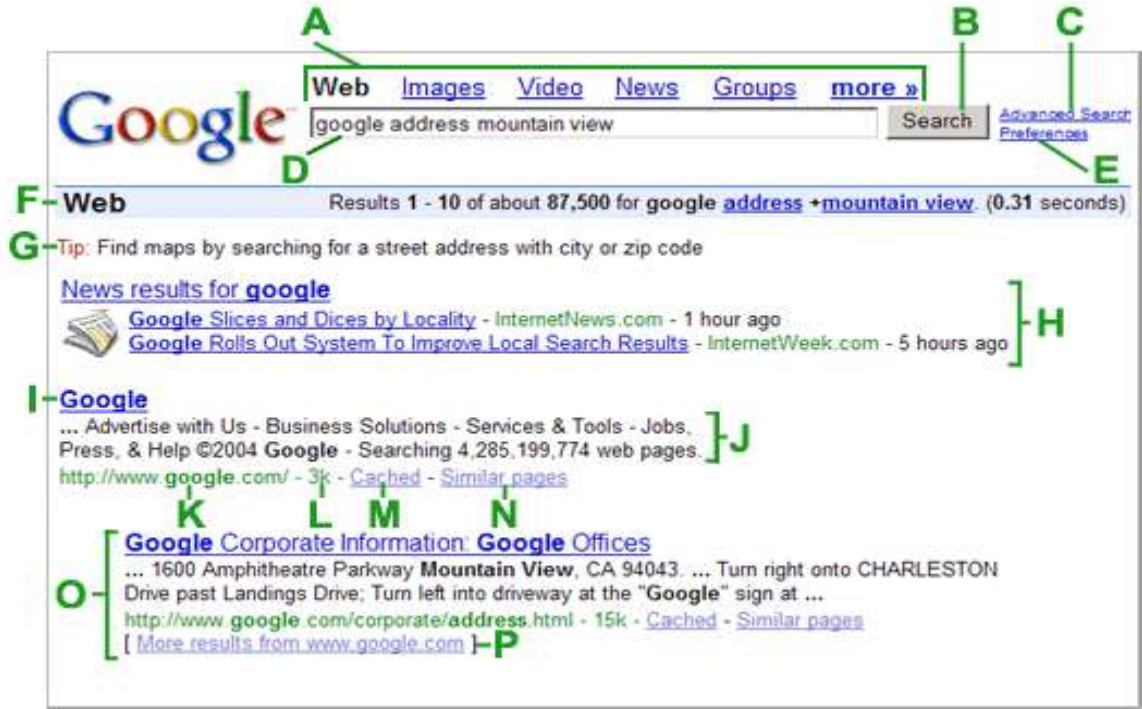 A B C
Web Images Video News Groups more »
Google™ google address mountain view Search Advanced Search
Preferences
D E
F Web Results 1 - 10 of about 87,500 for google address +mountain view. (0.31 seconds)
G Tip: Find maps by searching for a street address with city or zip code
News results for google
Google Slices and Dices by Locality - InternetNews.com - 1 hour ago
H
Google Rolls Out System To Improve Local Search Results - InternetWeek.com - 5 hours ago
I Google
... Advertise with Us - Business Solutions - Services & Tools - Jobs,
J
Press, & Help ©2004 Google - Searching 4,285,199,774 web pages.
http://www.google.com/ - 3k - Cached - Similar pages
K L M N
Google Corporate Information: Google Offices
... 1600 Amphitheatre Parkway Mountain View, CA 94043. ... Turn right onto CHARLESTON
O Drive past Landings Drive; Turn left into driveway at the "Google" sign at ...
http://www.google.com/corporate/address.html - 15k - Cached - Similar pages
[ More results from www.google.com ] P